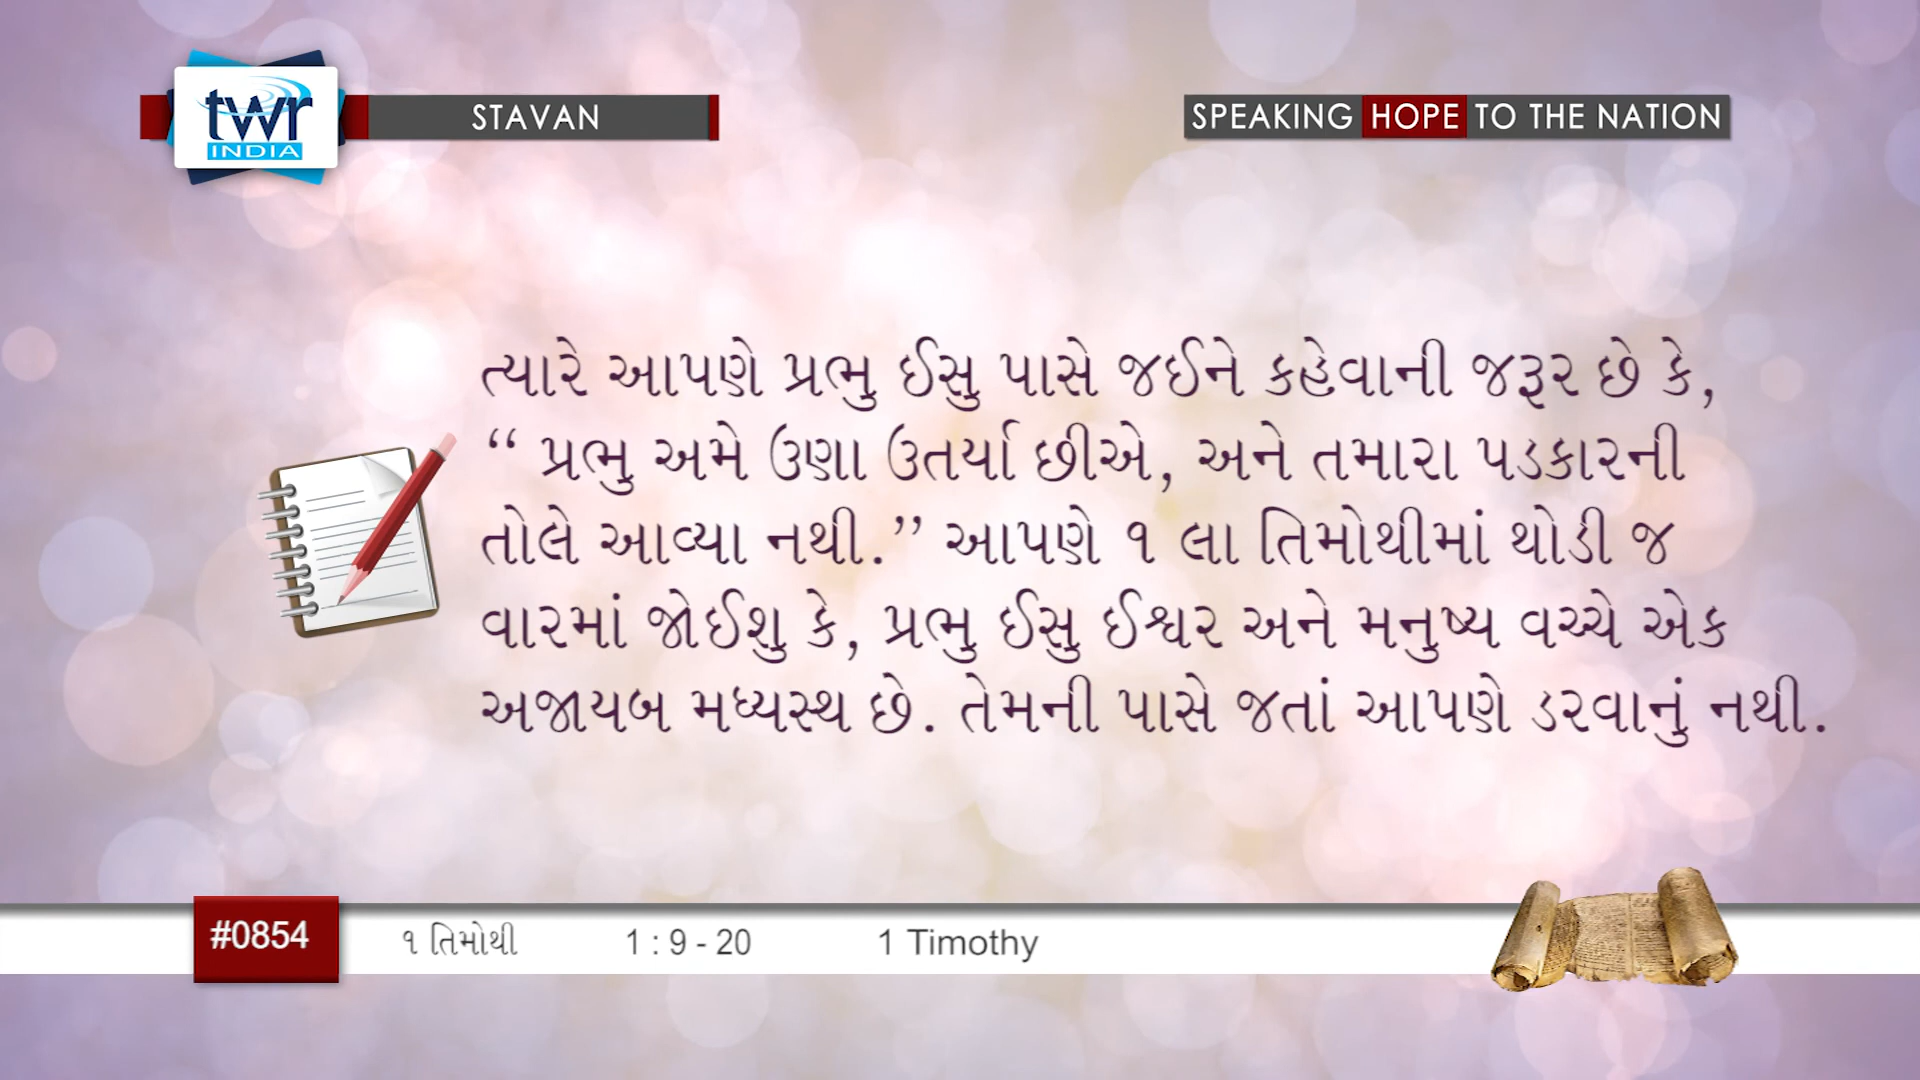 twr
INDIA
STAVAN
SPEAKING HOPE TO THE NATION
ત્યારે આપણે પ્રભુ ઈસુ પાસે જઈને કહેવાની જરૂર છે કે,
“ પ્રભુ અમે ઉણા ઉતર્યા છીએ, અને તમારા પડકારની
તોલે આવ્યા નથી.” આપણે ૧ લા તિમોથીમાં થોડી જ
વારમાં જોઈશુ કે, પ્રભુ ઈસુ ઈશ્વર અને મનુષ્ય વચ્ચે એક
અજાયબ મધ્યસ્થ છે. તેમની પાસે જતાં આપણે ડરવાનું નથી.
#0854 ૧ તિમોથી 1 : 9 - 20 1 Timothy